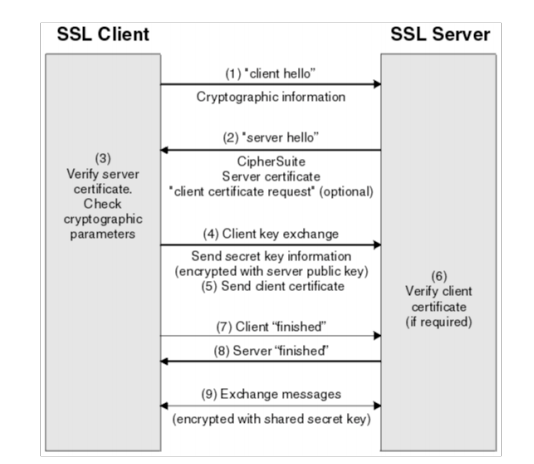 SSL Client
SSL Server
(1) "client hello"
Cryptographic information
(2) "server hello"
CipherSuite
Server certificate
"client certificate request" (optional)
(3)
Verify server
certificate.
Check
cryptographic
parameters
(4) Client key exchange
Send secret key information
(encrypted with server public key)
(5) Send client certificate
(6)
Verify client
certificate
(if required)
(7) Client "finished"
(8) Server "finished"
(9) Exchange messages
(encrypted with shared secret key)